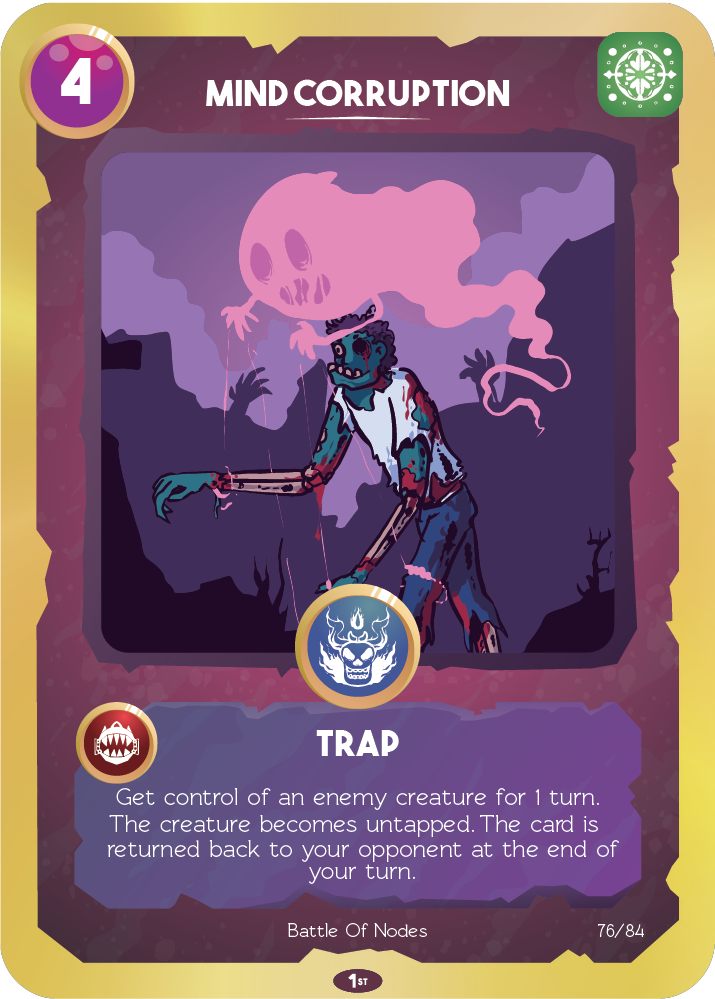 4
MIND CORRUPTION
TRAP
Get control of an enemy creature for 1 turn.
The creature becomes untapped. The card is
returned back to your opponent at the end of
your turn.
Battle Of Nodes
76/84
1ST